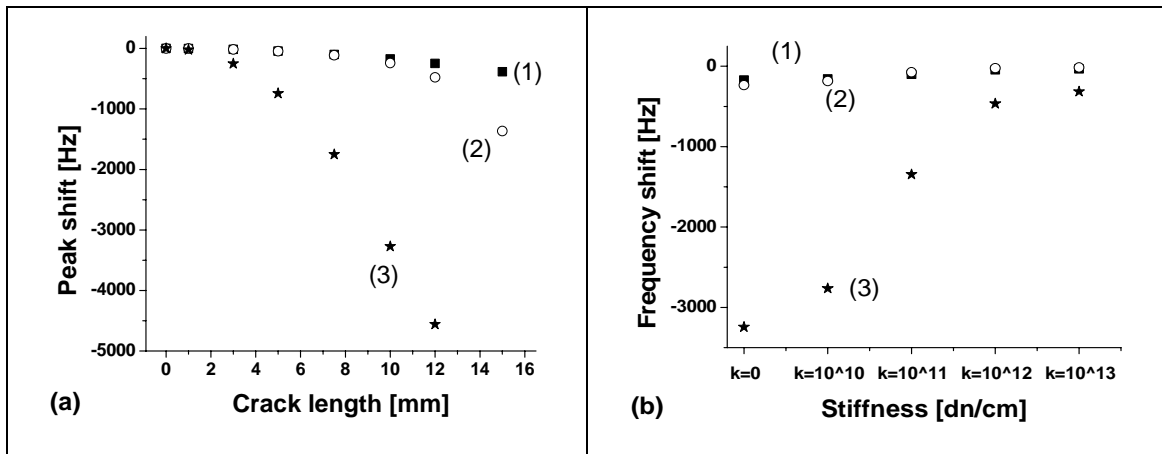 0
-1000
-2000
-3000
-4000
-5000
Peak shift [Hz]
(1)
(2)
(3)
0 2 4 6 8 10 12 14 16
Crack length [mm]
(a)
0
-1000
-2000
-3000
Frequency shift [Hz]
(1)
(2)
(3)
k=0 k=10^10 k=10^11 k=10^12 k=10^13
Stiffness [dn/cm]
(b)